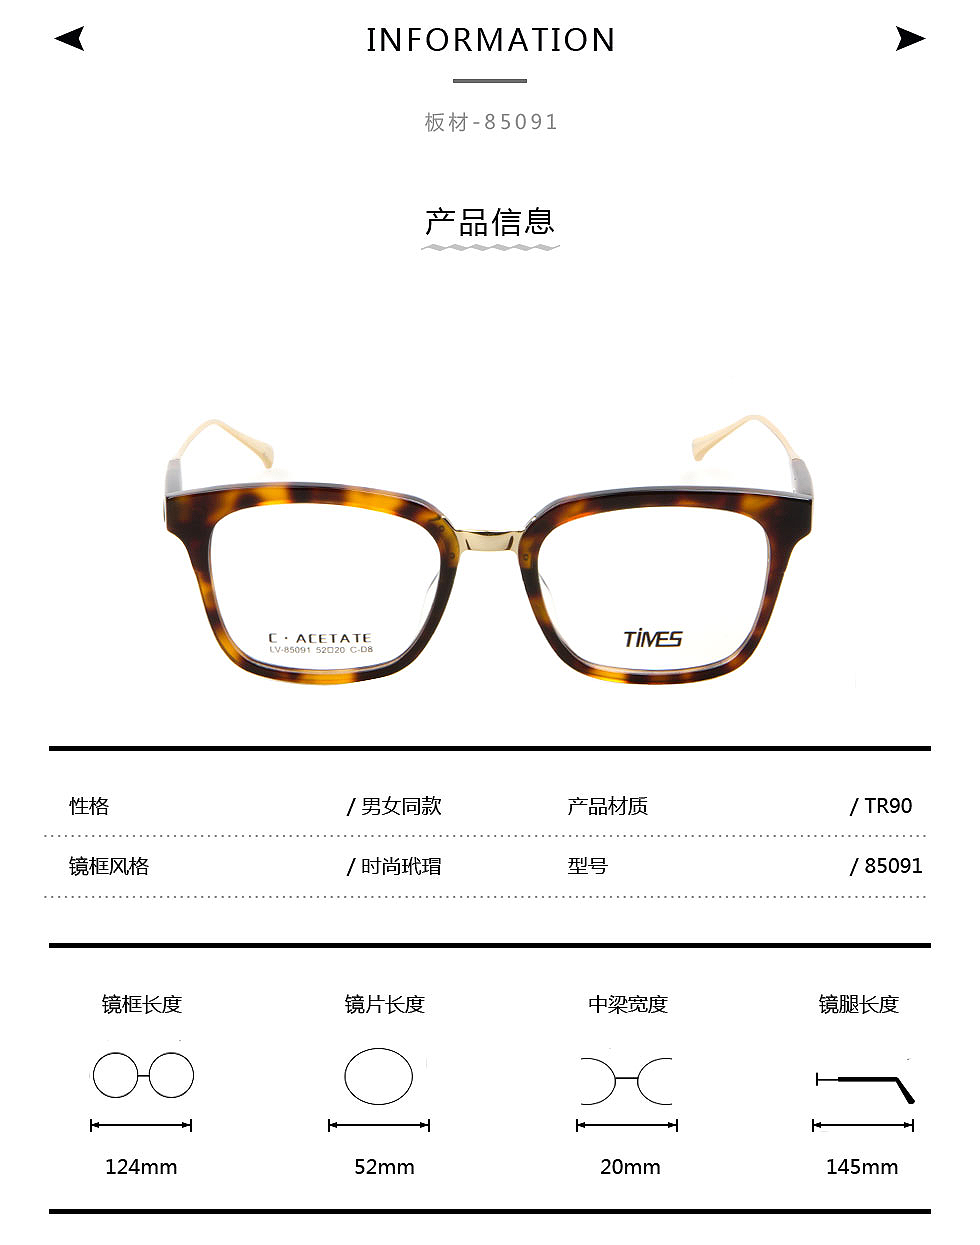 INFORMATION
板材-85091
产品信息
C · ACETATE
LV-85091 52□20 C-D8
TiMES
性格 / 男女同款 产品材质 / TR90
镜框风格 / 时尚玳瑁 型号 / 85091
镜框长度 镜片长度 中梁宽度 镜腿长度
124mm 52mm 20mm 145mm